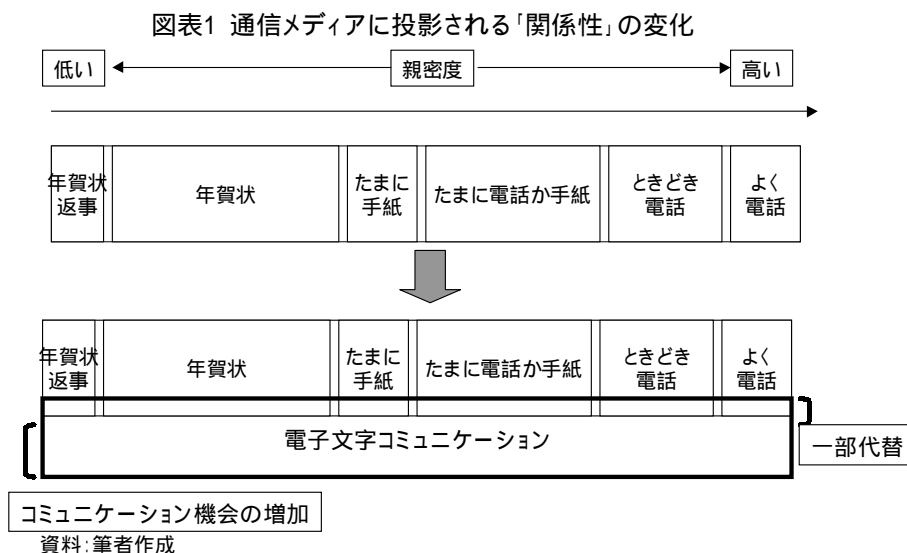 図表1 通信メディアに投影される「関係性」の変化
低い
親密度
高い
年賀状
返事
年賀状
たまに
手紙
たまに電話か手紙
ときどき
電話
よく
電話
年賀状
返事
年賀状
たまに
手紙
たまに電話か手紙
ときどき
電話
よく
電話
電子文字コミュニケーション
一部代替
コミュニケーション機会の増加
資料:筆者作成